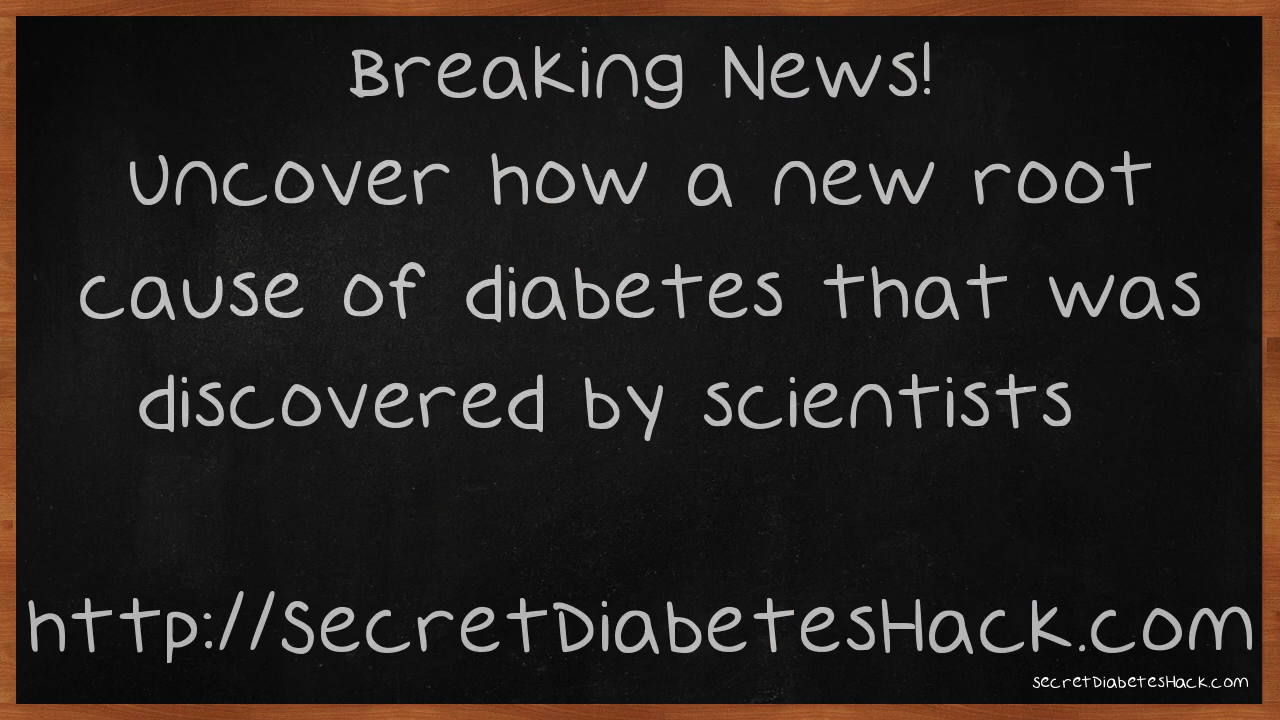 Breaking News!
Uncover how a new root
cause of diabetes that was
discovered by scientists
http://SecretDiabetesHack.com
SecretDiabetesHack.com